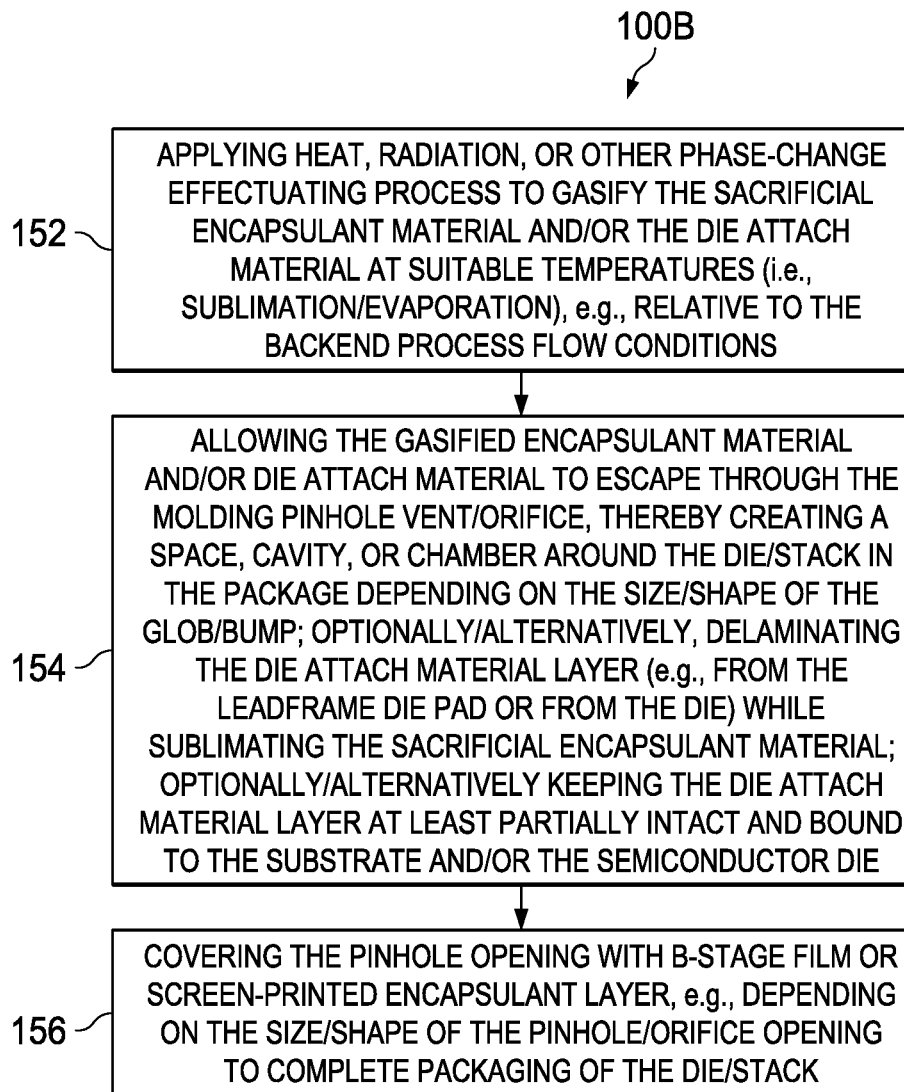 100B
152
APPLYING HEAT, RADIATION, OR OTHER PHASE-CHANGE
EFFECTUATING PROCESS TO GASIFY THE SACRIFICIAL
ENCAPSULANT MATERIAL AND/OR THE DIE ATTACH
MATERIAL AT SUITABLE TEMPERATURES (i.e.,
SUBLIMATION/EVAPORATION), e.g., RELATIVE TO THE
BACKEND PROCESS FLOW CONDITIONS
154
ALLOWING THE GASIFIED ENCAPSULANT MATERIAL
AND/OR DIE ATTACH MATERIAL TO ESCAPE THROUGH THE
MOLDING PINHOLE VENT/ORIFICE, THEREBY CREATING A
SPACE, CAVITY, OR CHAMBER AROUND THE DIE/STACK IN
THE PACKAGE DEPENDING ON THE SIZE/SHAPE OF THE
GLOB/BUMP; OPTIONALLY/ALTERNATIVELY, DELAMINATING
THE DIE ATTACH MATERIAL LAYER (e.g., FROM THE
LEADFRAME DIE PAD OR FROM THE DIE) WHILE
SUBLIMATING THE SACRIFICIAL ENCAPSULANT MATERIAL;
OPTIONALLY/ALTERNATIVELY KEEPING THE DIE ATTACH
MATERIAL LAYER AT LEAST PARTIALLY INTACT AND BOUND
TO THE SUBSTRATE AND/OR THE SEMICONDUCTOR DIE
156
COVERING THE PINHOLE OPENING WITH B-STAGE FILM OR
SCREEN-PRINTED ENCAPSULANT LAYER, e.g., DEPENDING
ON THE SIZE/SHAPE OF THE PINHOLE/ORIFICE OPENING
TO COMPLETE PACKAGING OF THE DIE/STACK